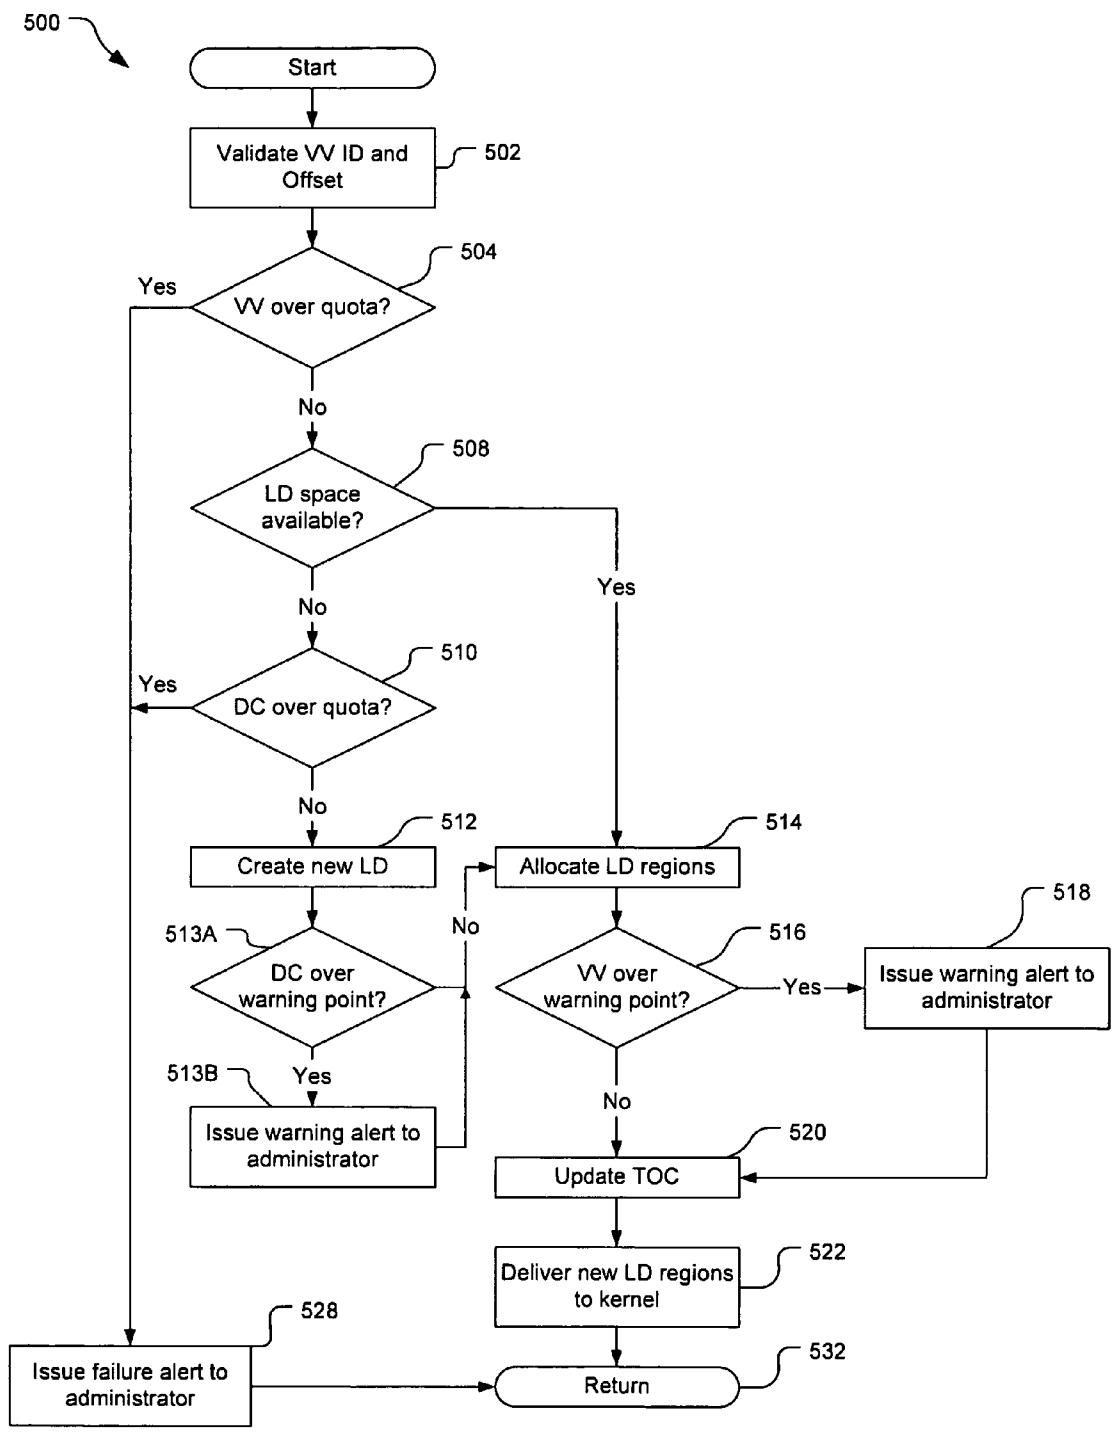 500
Start
Validate VV ID and
Offset
502
504
Yes
VV over quota?
No
508
LD space
available?
Yes
No
510
Yes
DC over quota?
No
512
514
Create new LD
Allocate LD regions
518
513A
No
516
DC over
warning point?
VV over
warning point?
Yes
Issue warning alert to
administrator
513B
Yes
No
Issue warning alert to
administrator
520
Update TOC
522
Deliver new LD regions
to kernel
528
532
Issue failure alert to
administrator
Return